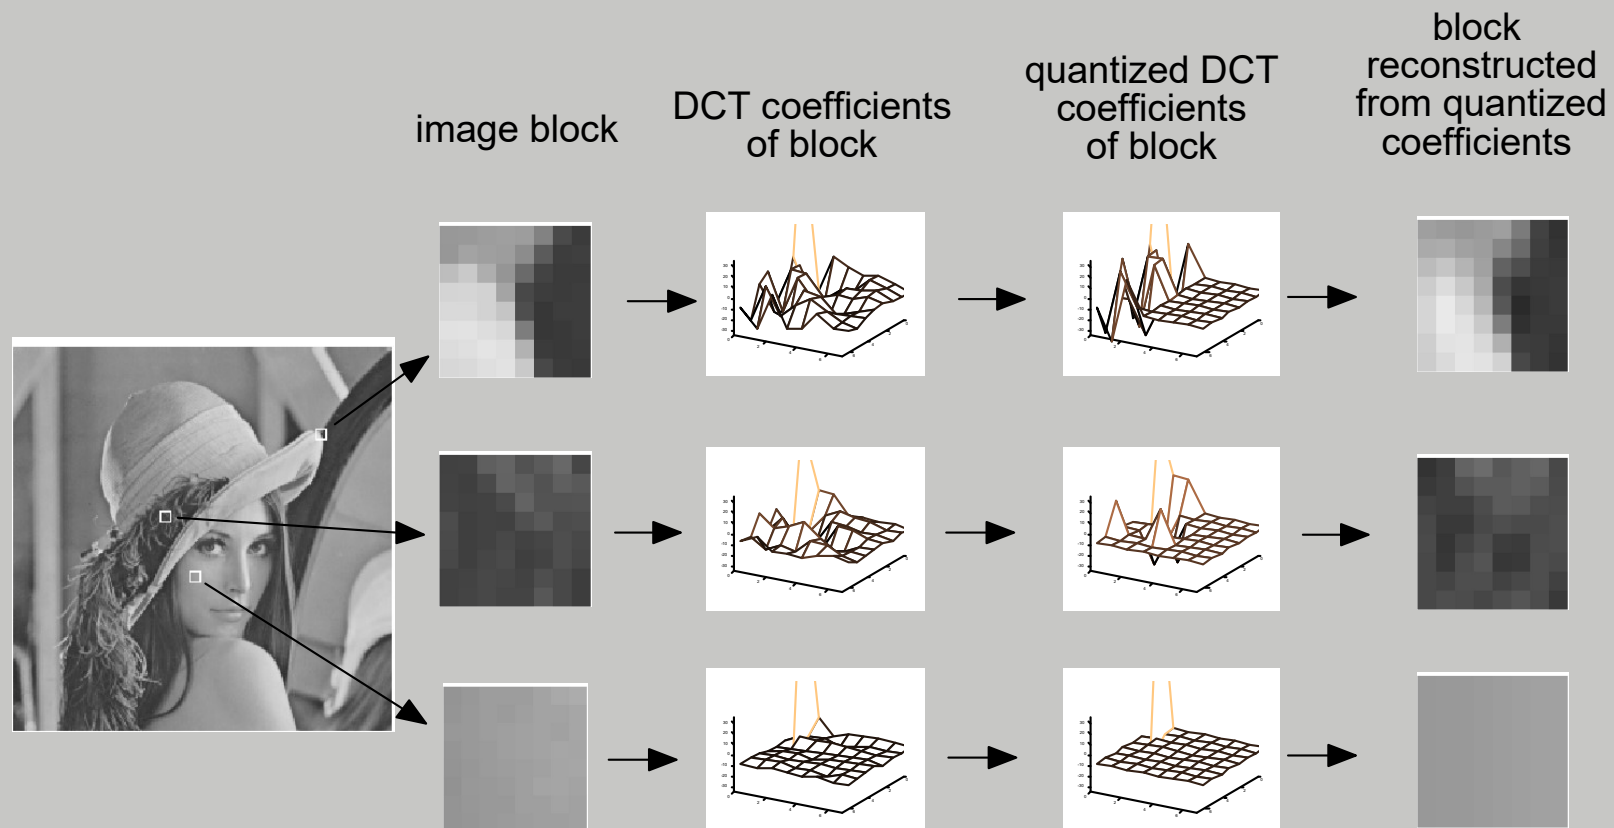 image block
DCT coefficients
of block
quantized DCT
coefficients
of block
block
reconstructed
from quantized
coefficients